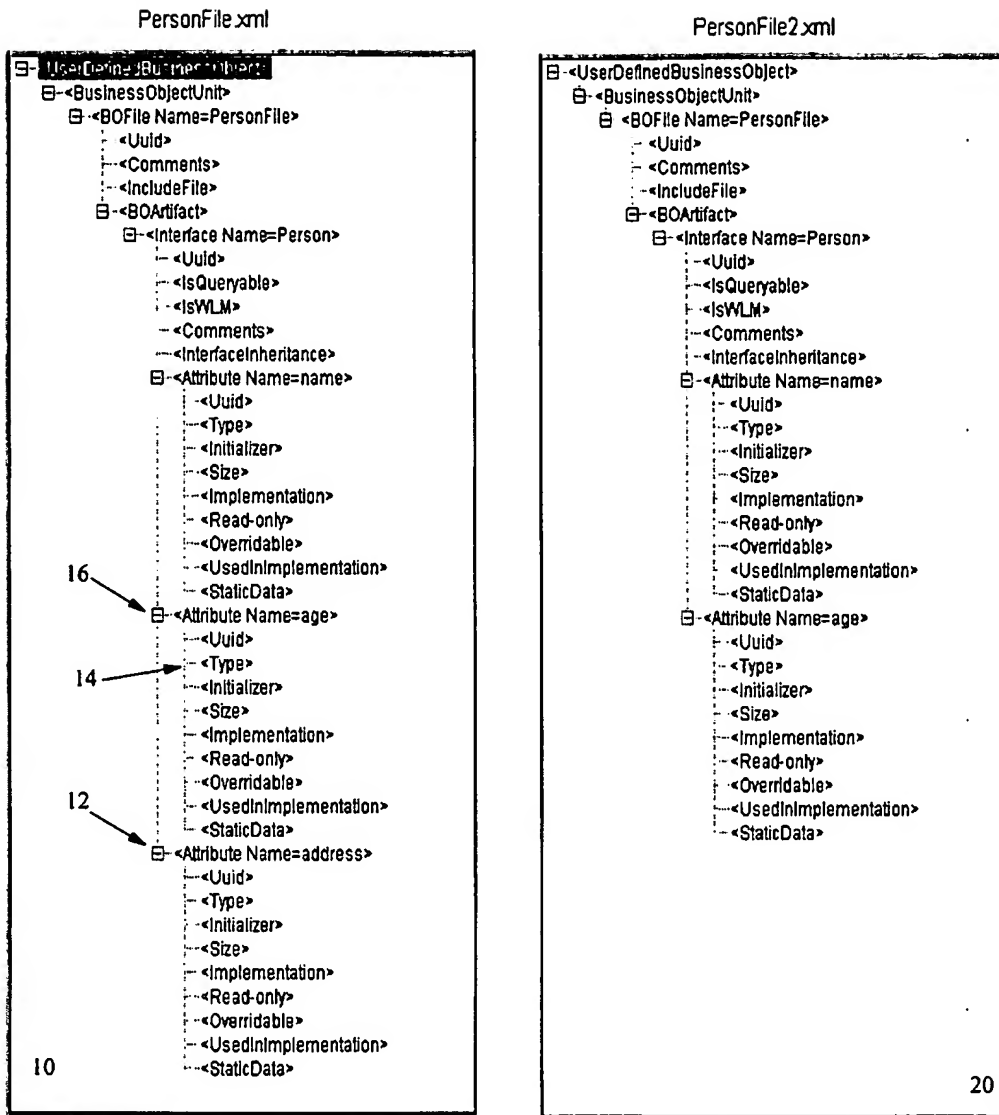 PersonFile.xml
UserDefinedBusinessObject
<BusinessObjectUnit>
<BOFile Name=PersonFile>
<Uuid>
<Comments>
<IncludeFile>
<BOArtifact>
<Interface Name=Person>
<Uuid>
<IsQueryable>
<IsWLM>
<Comments>
<InterfaceInheritance>
<Attribute Name=name>
<Uuid>
<Type>
<Initializer>
<Size>
<Implementation>
<Read-only>
<Overridable>
<UsedInImplementation>
<StaticData>
16
<Attribute Name=age>
<Uuid>
14
<Type>
<Initializer>
<Size>
<Implementation>
<Read-only>
<Overridable>
12
<UsedInImplementation>
<StaticData>
<Attribute Name=address>
<Uuid>
<Type>
<Initializer>
<Size>
<Implementation>
<Read-only>
<Overridable>
<UsedInImplementation>
<StaticData>
10
PersonFile2.xml
<UserDefinedBusinessObject>
<BusinessObjectUnit>
<BOFile Name=PersonFile>
<Uuid>
<Comments>
<IncludeFile>
<BOArtifact>
<Interface Name=Person>
<Uuid>
<IsQueryable>
<IsWLM>
<Comments>
<InterfaceInheritance>
<Attribute Name=name>
<Uuid>
<Type>
<Initializer>
<Size>
<Implementation>
<Read-only>
<Overridable>
<UsedInImplementation>
<StaticData>
<Attribute Name=age>
<Uuid>
<Type>
<Initializer>
<Size>
<Implementation>
<Read-only>
<Overridable>
<UsedInImplementation>
<StaticData>
20